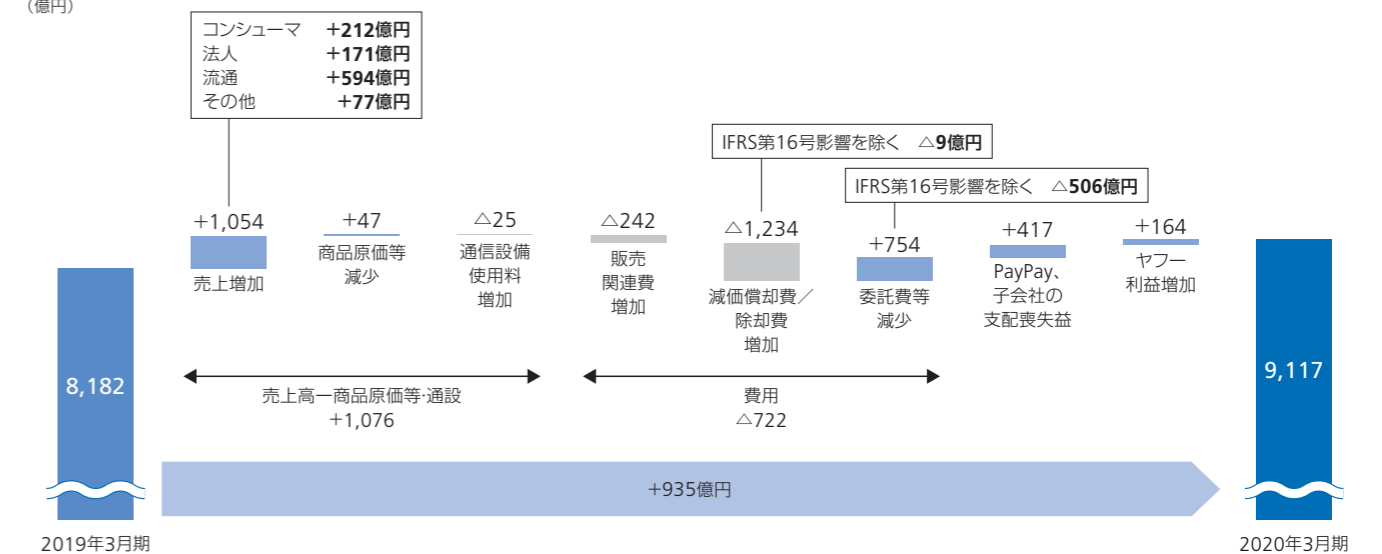 （億円）
コンシューマ +212億円
法人 +171億円
流通 +594億円
その他 +77億円
IFRS第16号影響を除く △9億円
IFRS第16号影響を除く △506億円
+1,054
売上増加
+47
商品原価等
減少
△25
通信設備
使用料
増加
△242
販売
関連費
増加
△1,234
減価償却費／
除却費
増加
+754
委託費等
減少
+417
PayPay、
子会社の
支配喪失益
+164
ヤフー
利益増加
8,182
9,117
売上高ー商品原価等·通設
+1,076
費用
△722
+935億円
2019年3月期
2020年3月期